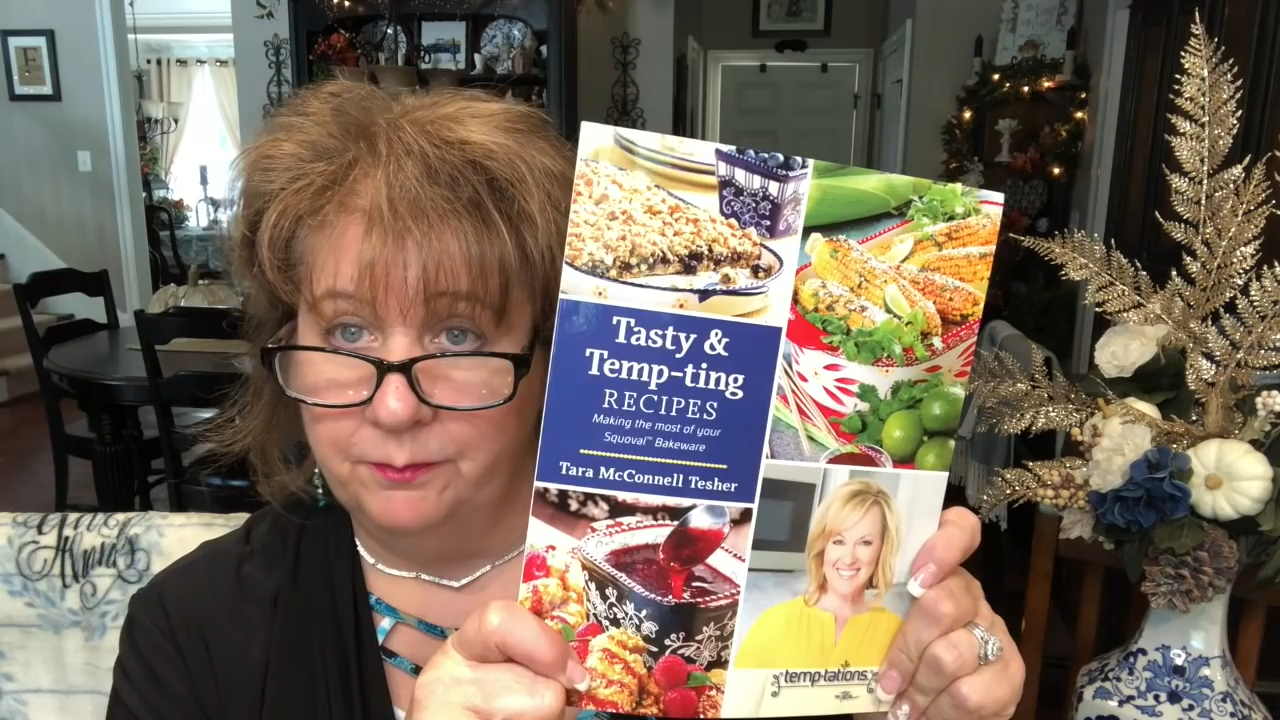 Tasty &
Temp-ting
RECIPES
Making the most of your
Squoval™ Bakeware
Tara McConnell Tesher
temp-tations
F